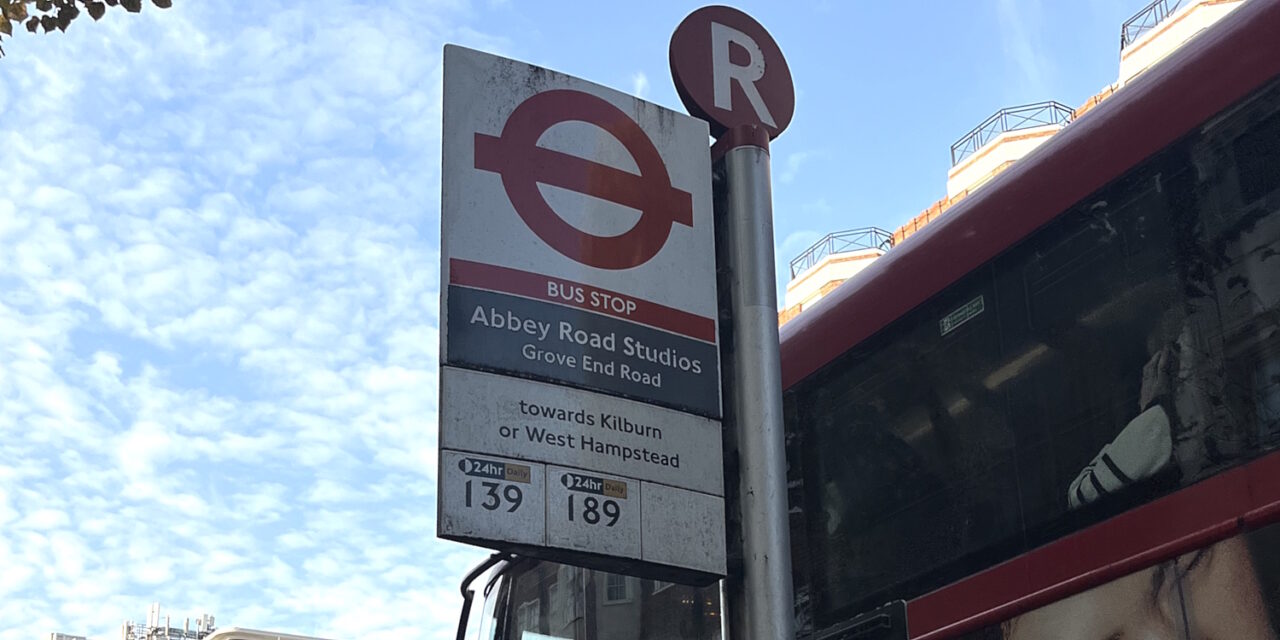 R
BUS STOP
Abbey Road Studios
Grove End Road
towards Kilburn
or West Hampstead
24hr Daily 24hr Daily
139 189